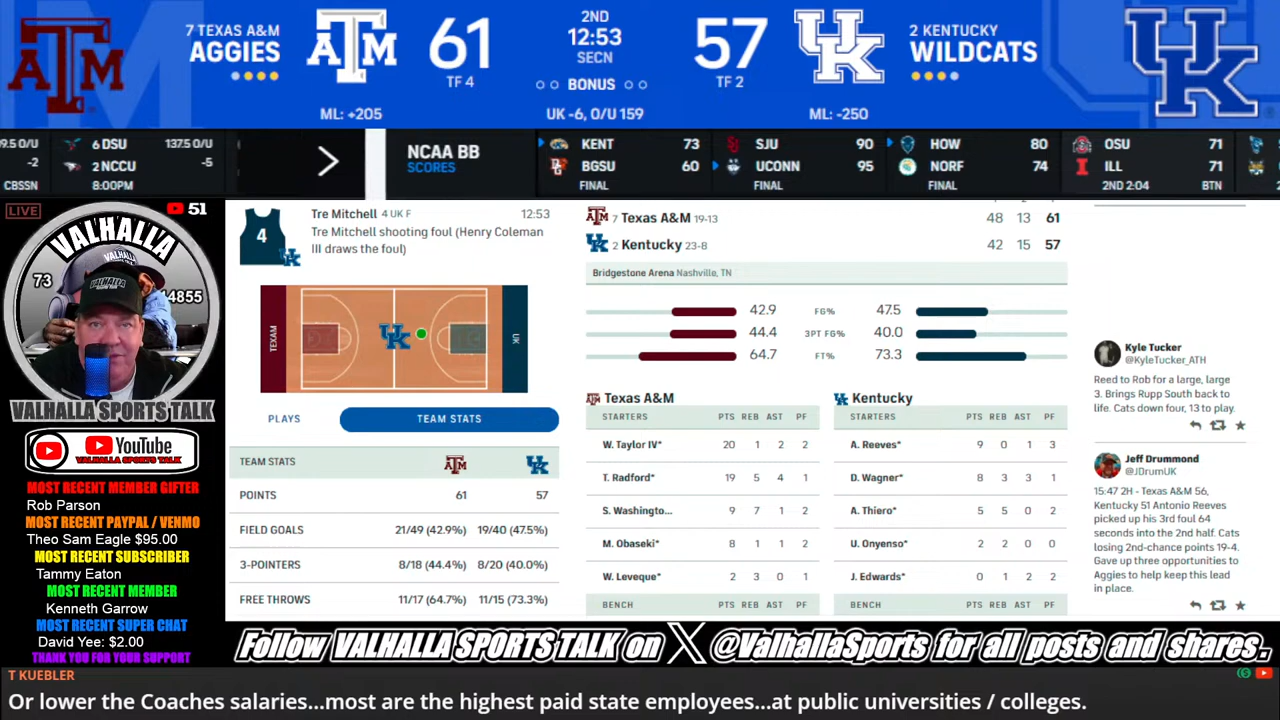 7 TEXAS A&M
AGGIES
61
TF 4
ML: +205
2ND
12:53
SECN
BONUS
UK -6, O/U 159
57
TF 2
ML: -250
2 KENTUCKY
WILDCATS
9.5 O/U
-2
CBSSN
6 DSU 137.5 O/U
2 NCCU -5
8:00PM
NCAA BB
SCORES
KENT 73
BGSU 60
FINAL
SJU 90
UCONN 95
FINAL
HOW 80
NORF 74
FINAL
OSU 71
ILL 71
2ND 2:04 BTN
LIVE
51
VALHALLA
VALHALLA
73
44855
VALHALLA SPORTS TALK
YouTube
VALHALLA SPORTS TALK
MOST RECENT MEMBER GIFTER
Rob Parson
MOST RECENT PAYPAL / VENMO
Theo Sam Eagle $95.00
MOST RECENT SUBSCRIBER
Tammy Eaton
MOST RECENT MEMBER
Kenneth Garrow
MOST RECENT SUPER CHAT
David Yee: $2.00
THANK YOU FOR YOUR SUPPORT
4
Tre Mitchell 4 UK F 12:53
Tre Mitchell shooting foul (Henry Coleman
III draws the foul)
TEXAM
UK
PLAYS
TEAM STATS
TEAM STATS
POINTS 61 57
FIELD GOALS 21/49 (42.9%) 19/40 (47.5%)
3-POINTERS 8/18 (44.4%) 8/20 (40.0%)
FREE THROWS 11/17 (64.7%) 11/15 (73.3%)
7 Texas A&M 19-13 48 13 61
2 Kentucky 23-8 42 15 57
Bridgestone Arena Nashville, TN
42.9 FG% 47.5
44.4 3PT FG% 40.0
64.7 FT% 73.3
Texas A&M
STARTERS PTS REB AST PF
W. Taylor IV* 20 1 2 2
T. Radford* 19 5 4 1
S. Washingto... 9 7 1 2
M. Obaseki* 8 1 1 2
W. Leveque* 2 3 0 1
BENCH PTS REB AST PF
Kentucky
STARTERS PTS REB AST PF
A. Reeves* 9 0 1 3
D. Wagner* 8 3 3 1
A. Thiero* 5 5 0 2
U. Onyenso* 2 2 0 0
J. Edwards* 0 1 2 2
BENCH PTS REB AST PF
Kyle Tucker
@KyleTucker_ATH
Reed to Rob for a large, large
3. Brings Rupp South back to
life. Cats down four, 13 to play.
Jeff Drummond
@JDrumUK
15:47 2H - Texas A&M 56,
Kentucky 51 Antonio Reeves
picked up his 3rd foul 64
seconds into the 2nd half. Cats
losing 2nd-chance points 19-4.
Gave up three opportunities to
Aggies to help keep this lead
in place.
Follow VALHALLA SPORTS TALK on X @ValhallaSports for all posts and shares.
T KUEBLER
Or lower the Coaches salaries...most are the highest paid state employees...at public universities / colleges.